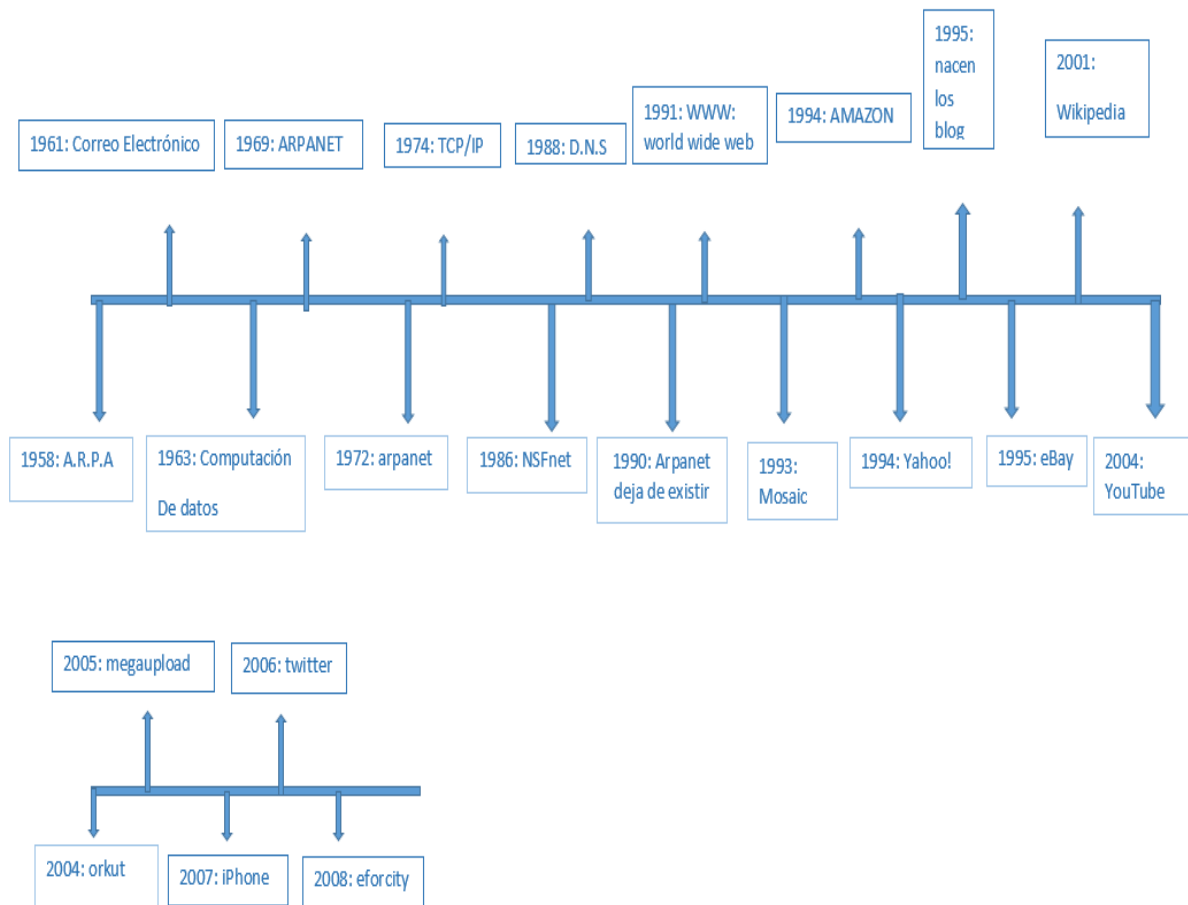 1961: Correo Electrónico
1969: ARPANET
1974: TCP/IP
1988: D.N.S
1991: WWW:
world wide web
1994: AMAZON
1995:
nacen
los
blog
2001:
Wikipedia
1958: A.R.P.A
1963: Computación
De datos
1972: arpanet
1986: NSFnet
1990: Arpanet
deja de existir
1993:
Mosaic
1994: Yahoo!
1995: eBay
2004:
YouTube
2005: megaupload
2006: twitter
2004: orkut
2007: iPhone
2008: eforcity